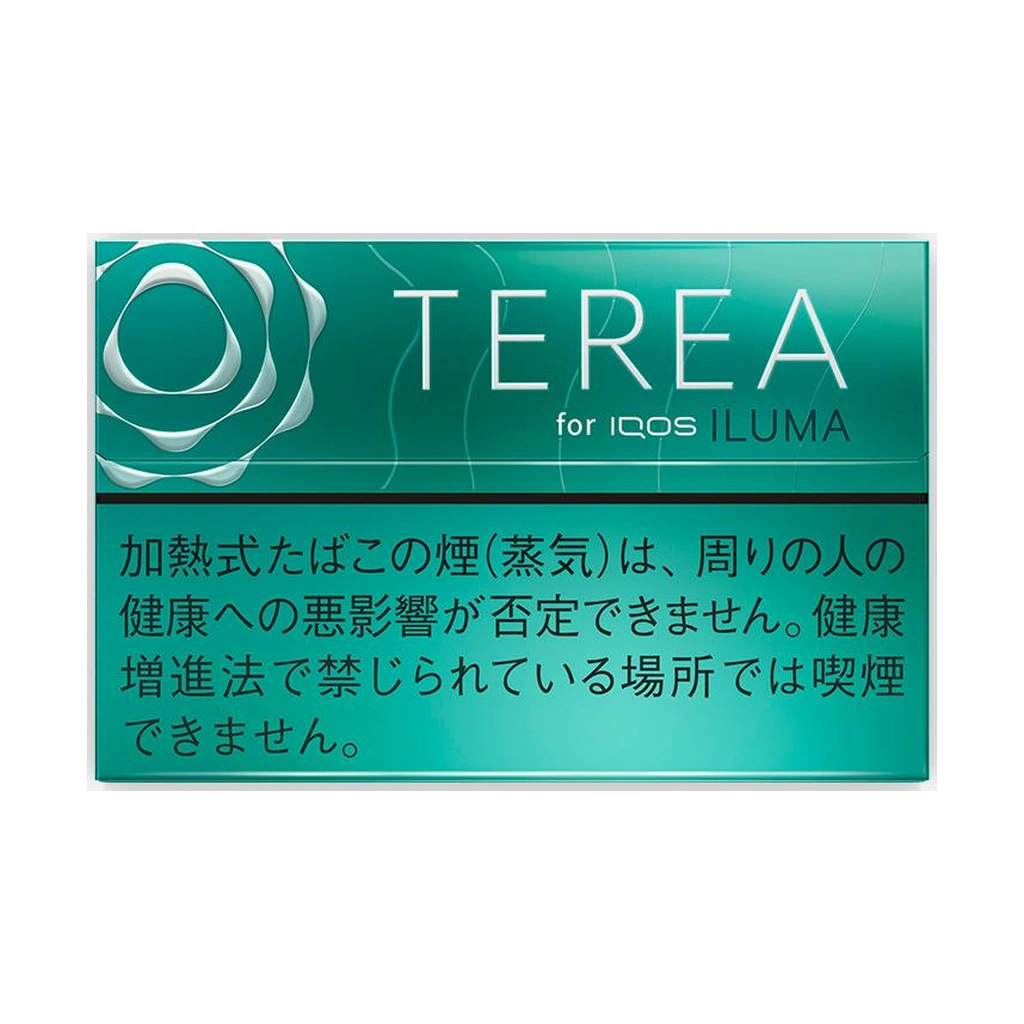 TEREA
for IQOS ILUMA
加熱式たばこの煙(蒸気)は、周りの人の
健康への悪影響が否定できません。健康
増進法で禁じられている場所では喫煙
できません。